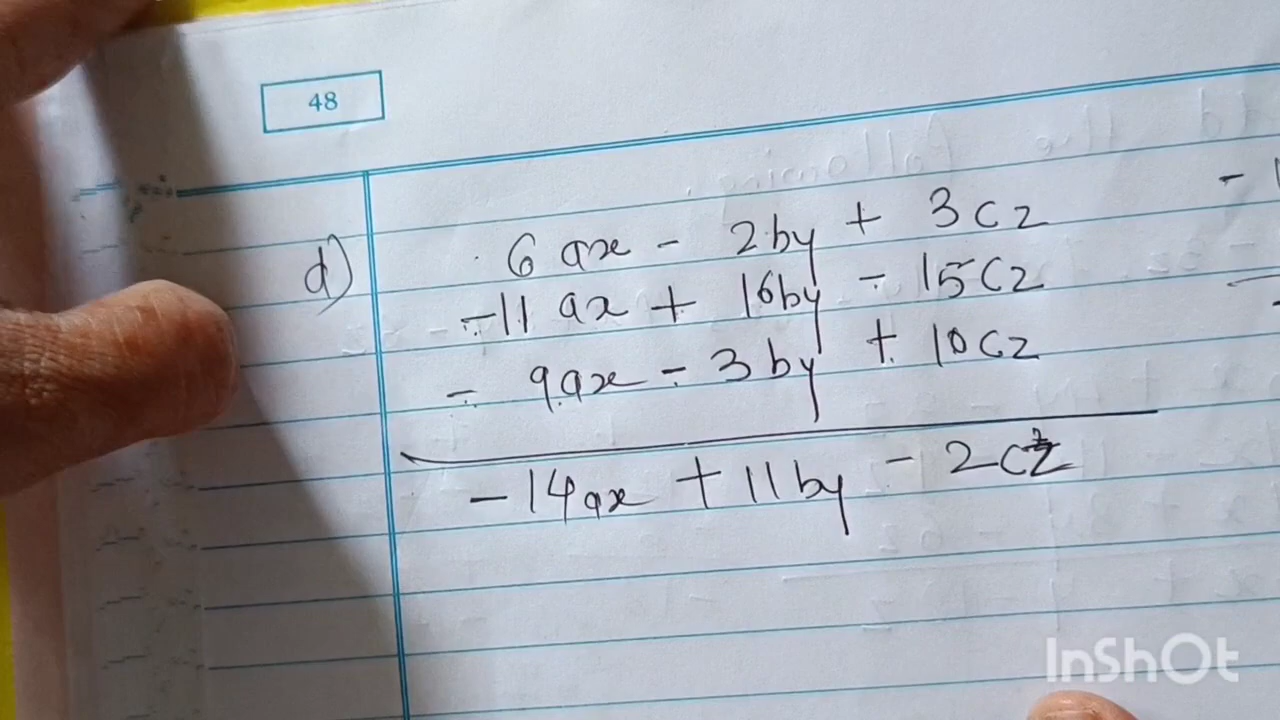 48
d) 6ax - 2by + 3cz
-11ax + 16by - 15cz
- 9ax - 3by + 10cz
-14ax + 11by - 2cz
InShOt